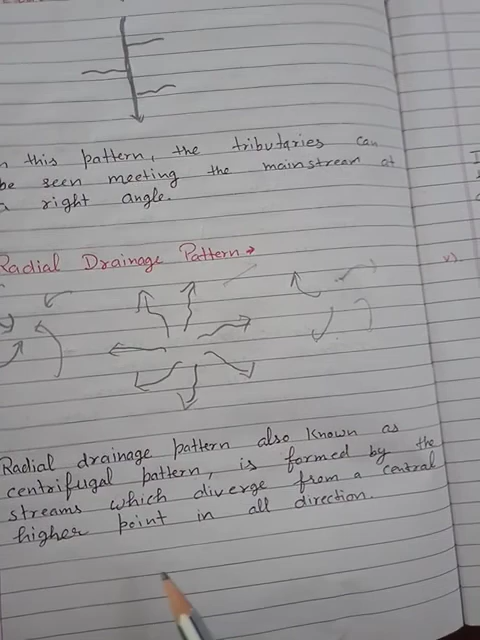 n this pattern, the tributaries can
be seen meeting the mainstream at
a right angle.
Radial Drainage Pattern →
Radial drainage pattern also known as
centrifugal pattern, is formed by the
streams which diverge from a central
higher point in all direction.
v)